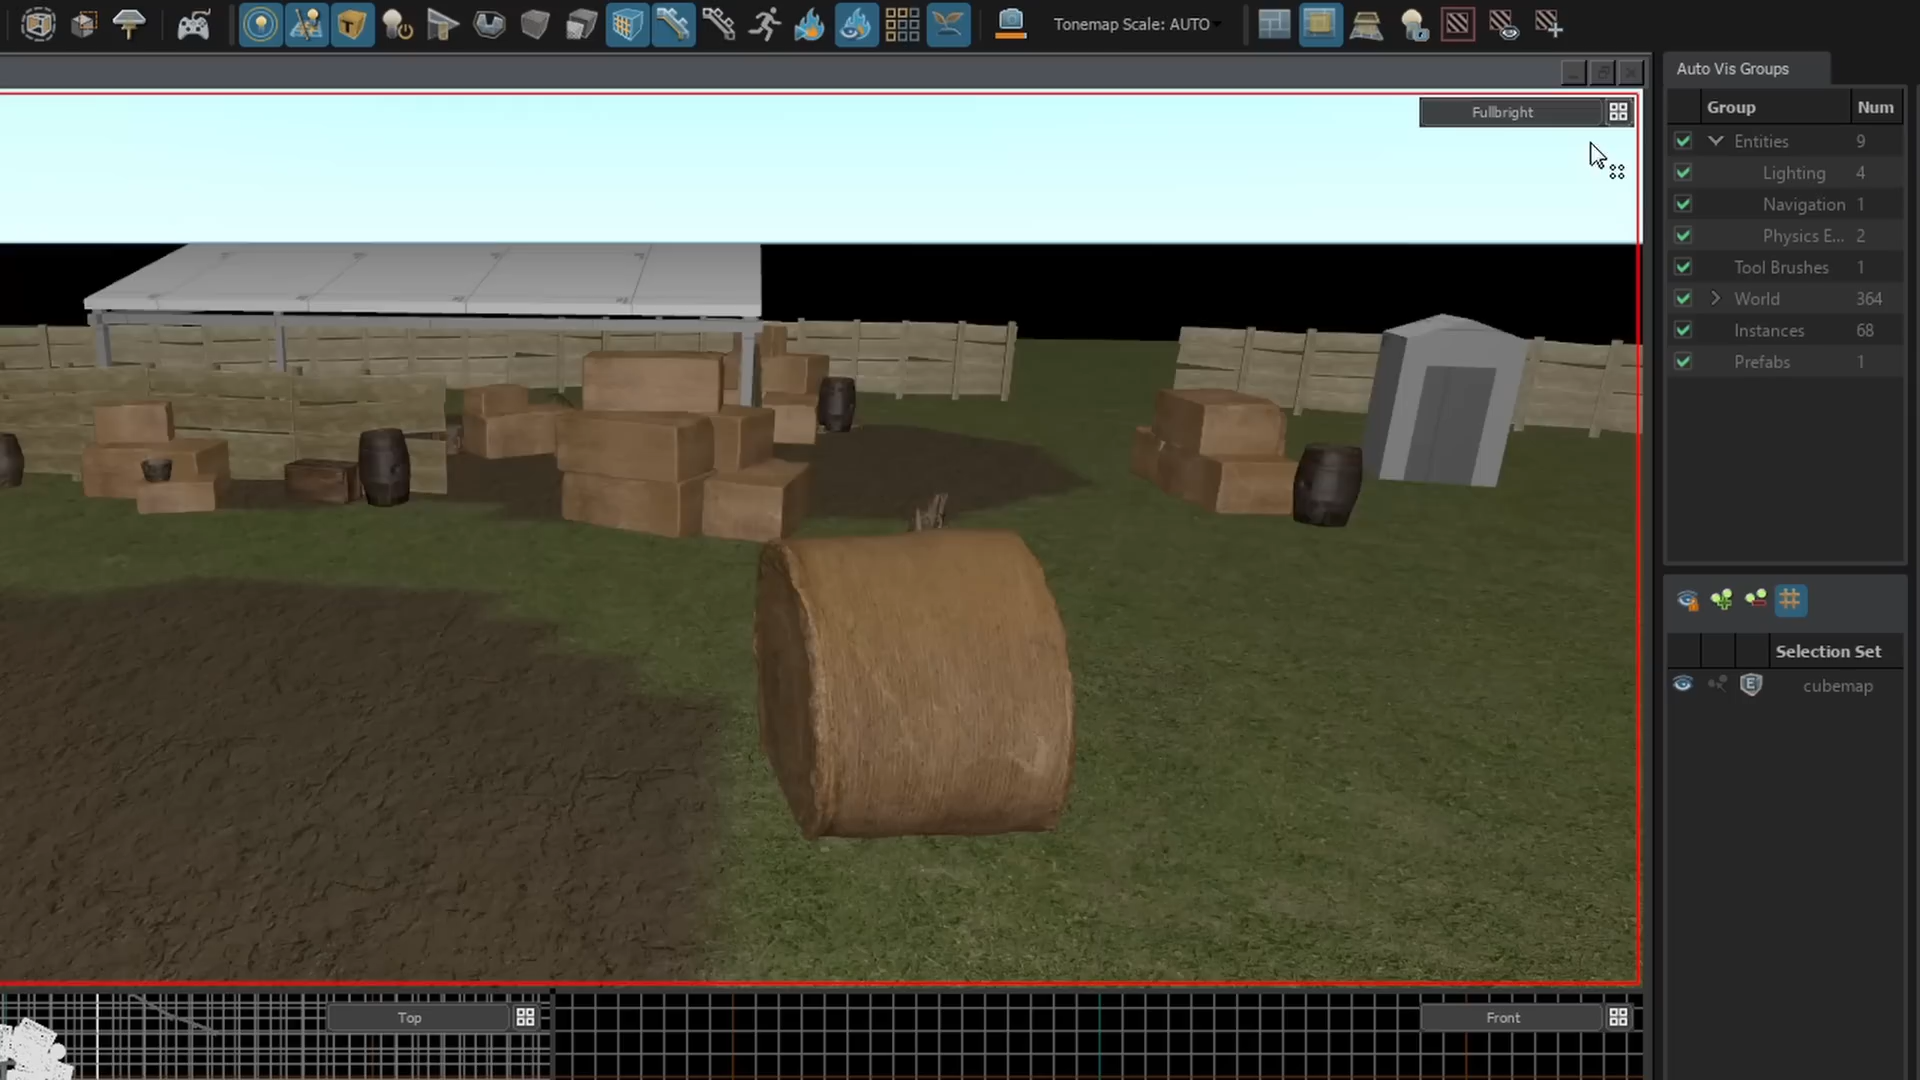 Tonemap Scale: AUTO
Auto Vis Groups
Group Num
Fullbright
Entities 9
Lighting 4
Navigation 1
Physics E... 2
Tool Brushes 1
World 364
Instances 68
Prefabs 1
Selection Set
cubemap
Top
Front